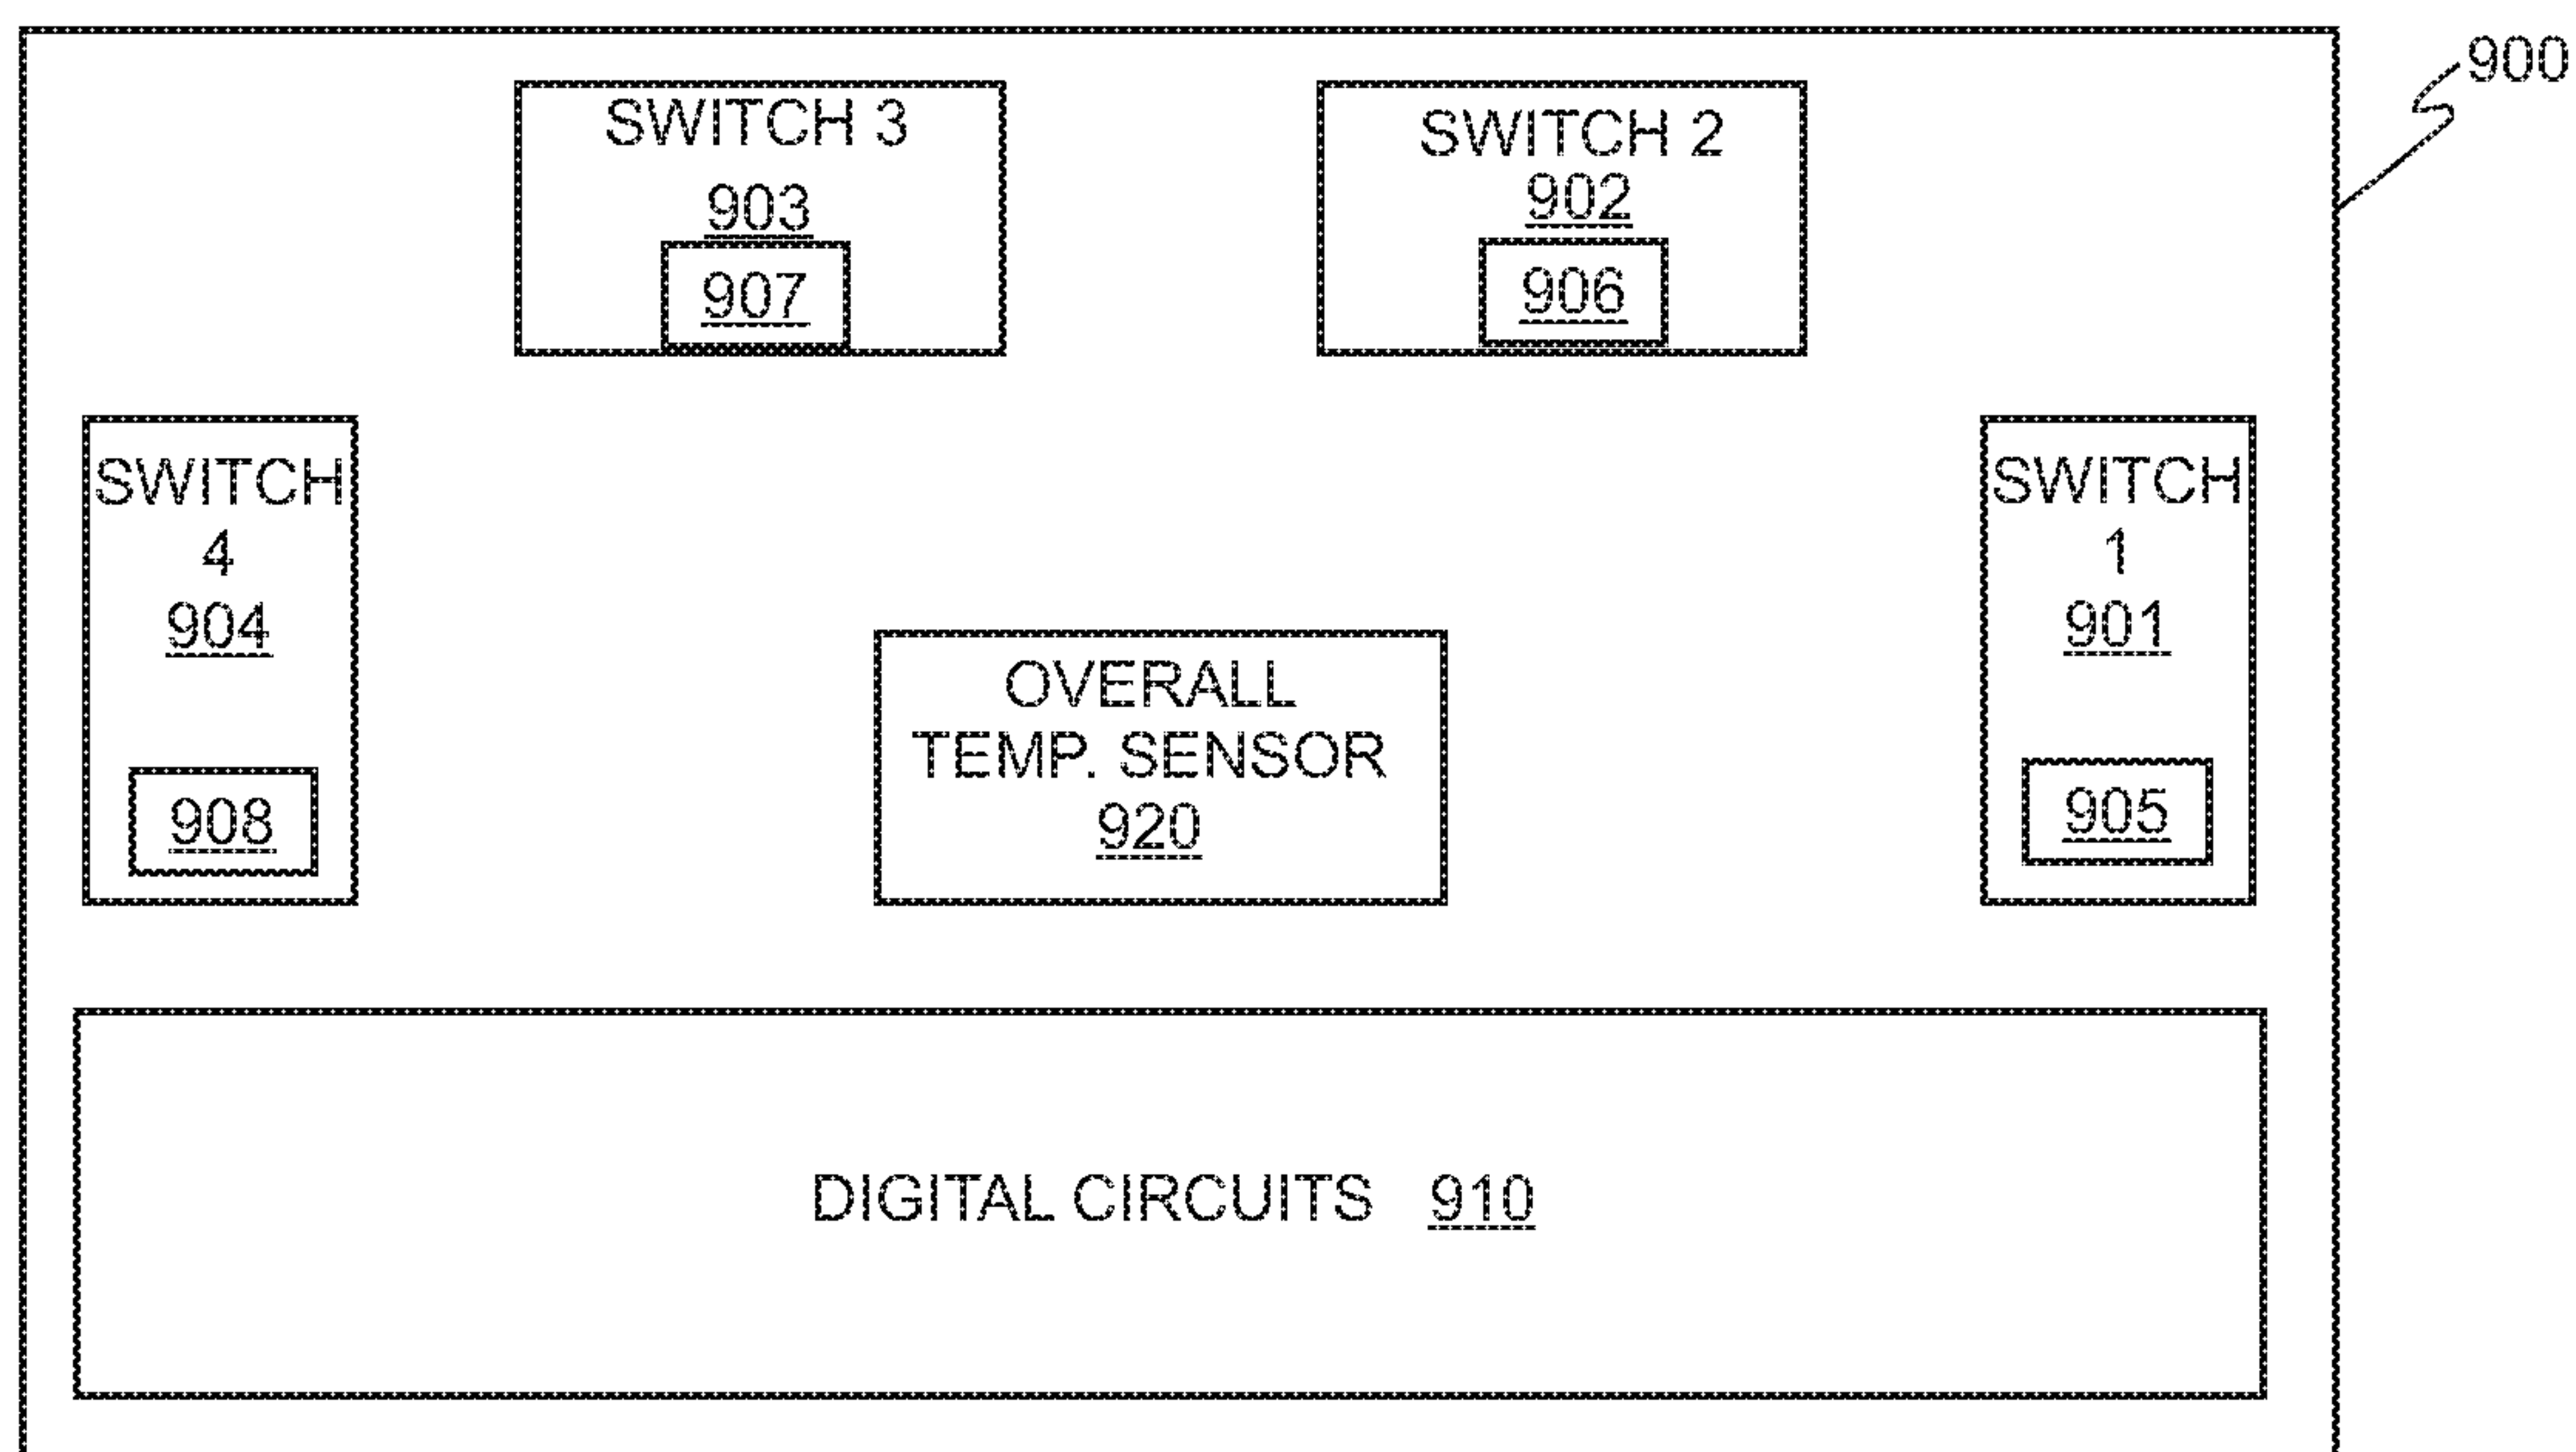 900
SWITCH 3
903
907
SWITCH 2
902
906
SWITCH
4
904
908
OVERALL
TEMP. SENSOR
920
SWITCH
1
901
905
DIGITAL CIRCUITS 910